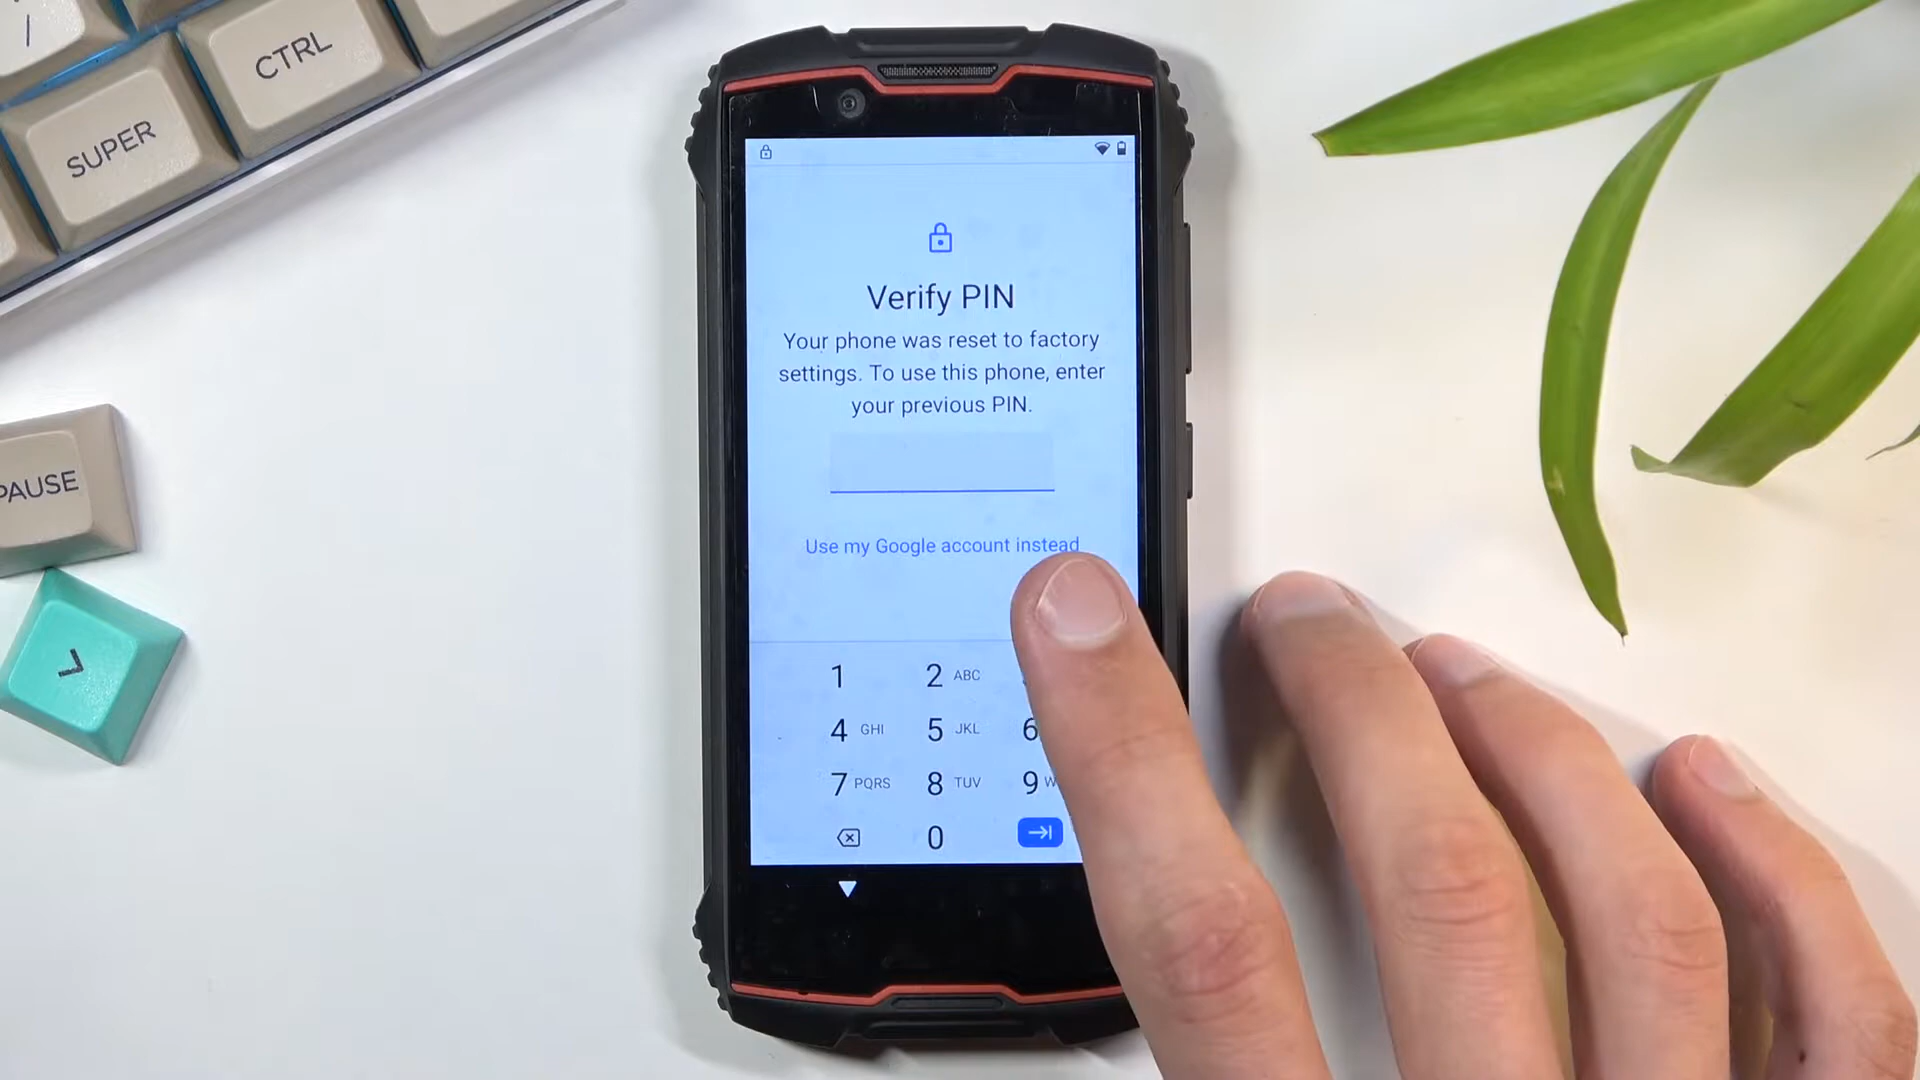 /
CTRL
SUPER
PAUSE
>
Verify PIN
Your phone was reset to factory
settings. To use this phone, enter
your previous PIN.
Use my Google account instead
1 2 ABC
4 GHI 5 JKL 6
7 PQRS 8 TUV 9 W
0